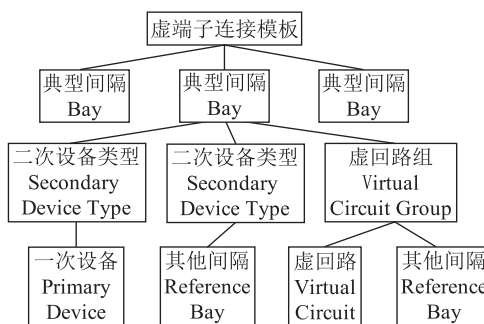 虚端子连接模板
典型间隔
Bay
典型间隔
Bay
典型间隔
Bay
二次设备类型
Secondary
Device Type
二次设备类型
Secondary
Device Type
虚回路组
Virtual
Circuit Group
一次设备
Primary
Device
其他间隔
Reference
Bay
虚回路
Virtual
Circuit
其他间隔
Reference
Bay